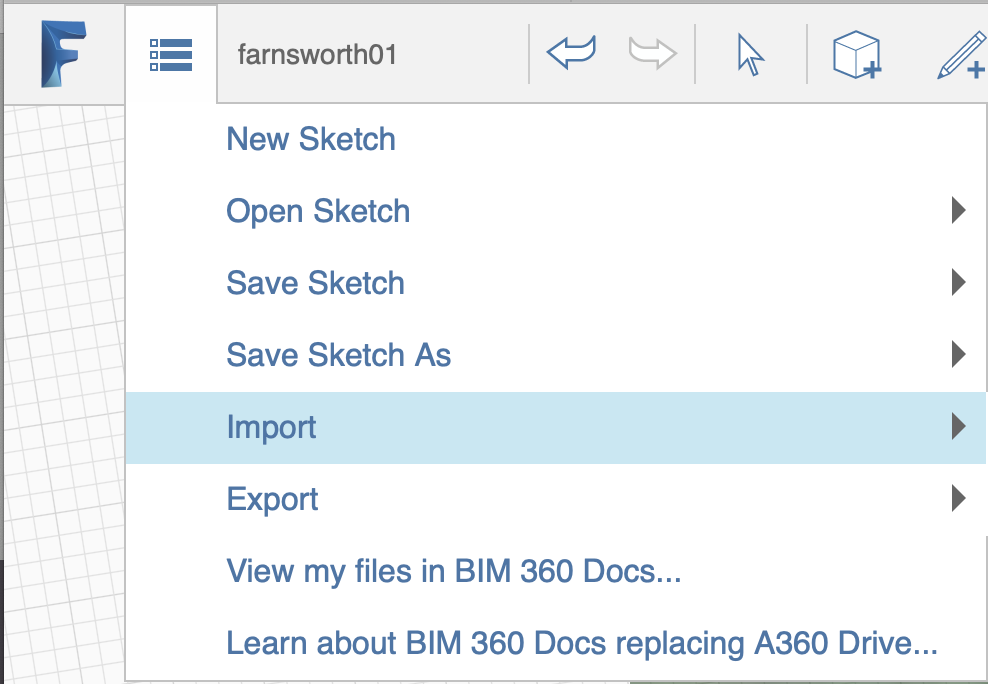 farnsworth01
New Sketch
Open Sketch
Save Sketch
Save Sketch As
Import
Export
View my files in BIM 360 Docs...
Learn about BIM 360 Docs replacing A360 Drive...